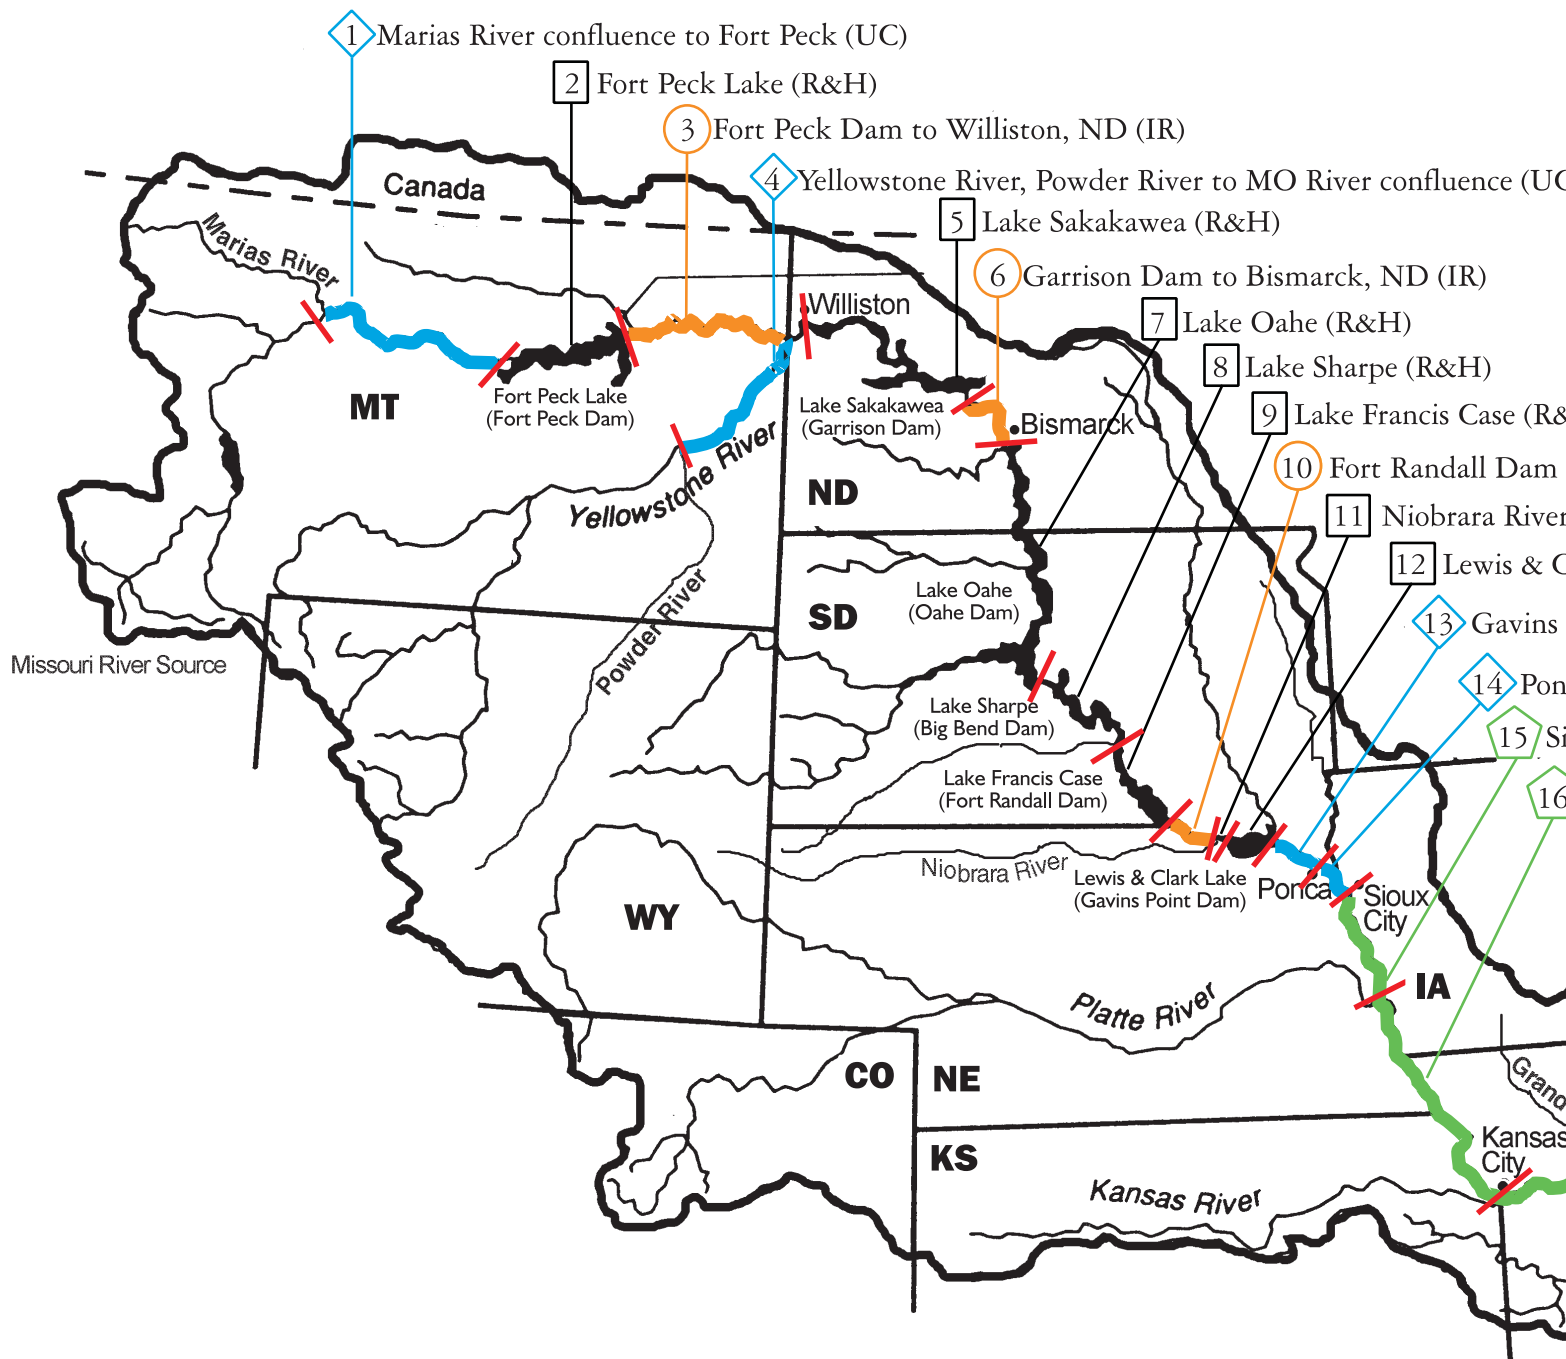 1 Marias River confluence to Fort Peck (UC)
2 Fort Peck Lake (R&H)
3 Fort Peck Dam to Williston, ND (IR)
4 Yellowstone River, Powder River to MO River confluence (UC
5 Lake Sakakawea (R&H)
6 Garrison Dam to Bismarck, ND (IR)
7 Lake Oahe (R&H)
8 Lake Sharpe (R&H)
9 Lake Francis Case (R&
10 Fort Randall Dam
11 Niobrara River
12 Lewis & C
13 Gavins
14 Pon
15 Si
16
Canada
Marias River
Williston
MT
Fort Peck Lake
(Fort Peck Dam)
Lake Sakakawea
(Garrison Dam)
Bismarck
Yellowstone River
ND
Powder River
Lake Oahe
(Oahe Dam)
SD
Missouri River Source
Lake Sharpe
(Big Bend Dam)
Lake Francis Case
(Fort Randall Dam)
Niobrara River
Lewis & Clark Lake
(Gavins Point Dam)
Ponca
Sioux
City
WY
IA
Platte River
CO
NE
Grand
KS
Kansas
City
Kansas River